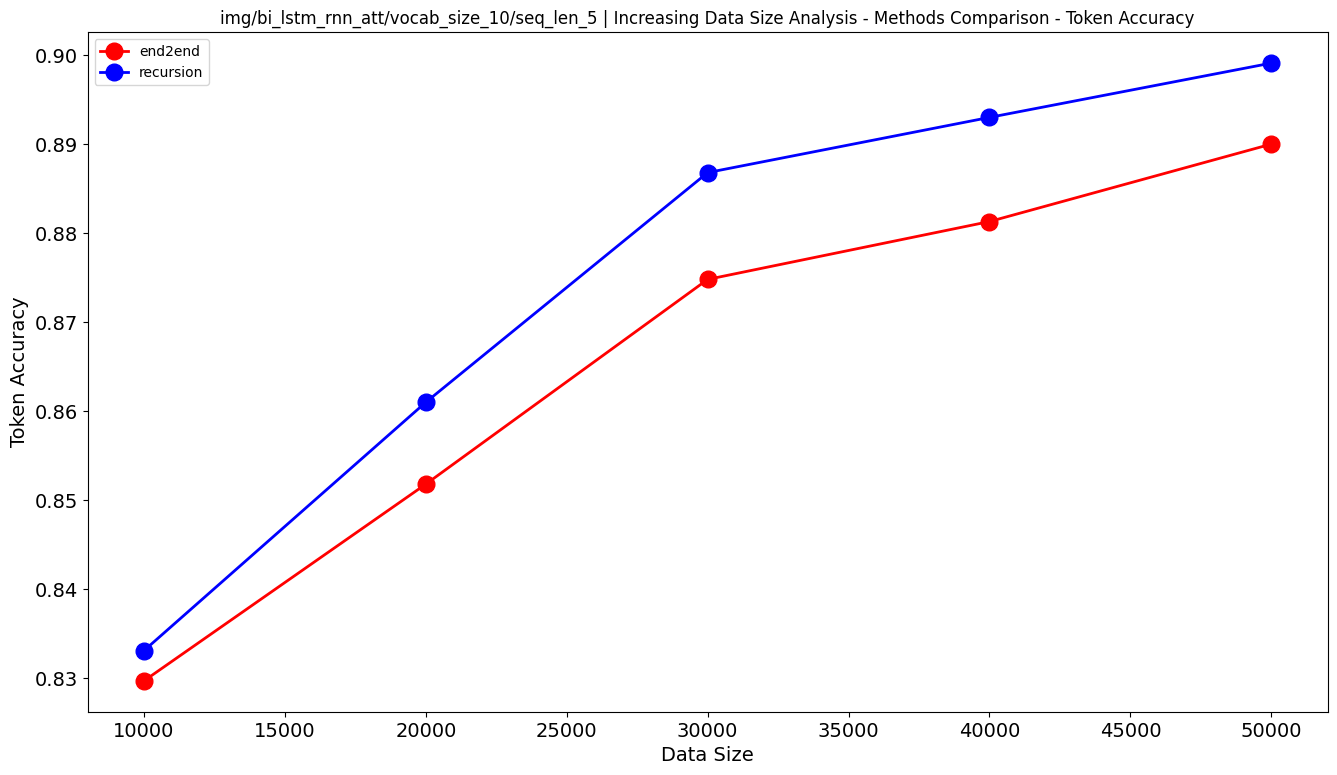 img/bi_lstm_rnn_att/vocab_size_10/seq_len_5 | Increasing Data Size Analysis - Methods Comparison - Token Accuracy
end2end
recursion
0.90
0.89
0.88
0.87
0.86
0.85
0.84
0.83
Token Accuracy
10000 15000 20000 25000 30000 35000 40000 45000 50000
Data Size